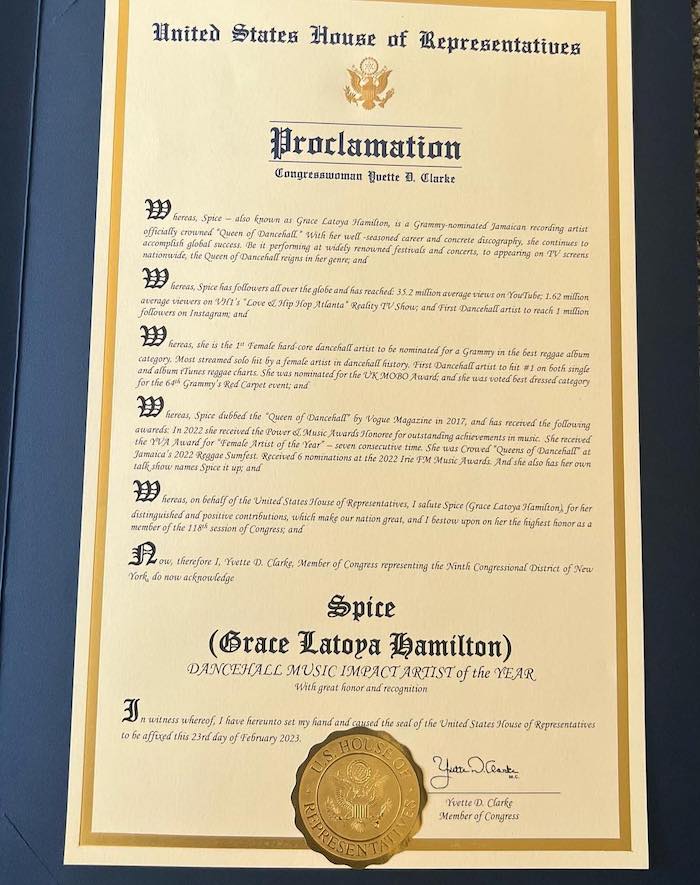 United States House of Representatives
Proclamation
Congresswoman Yvette D. Clarke
Whereas, Spice – also known as Grace Latoya Hamilton, is a Grammy-nominated Jamaican recording artist
officially crowned "Queen of Dancehall." With her well -seasoned career and concrete discography, she continues to
accomplish global success. Be it performing at widely renowned festivals and concerts, to appearing on TV screens
nationwide, the Queen of Dancehall reigns in her genre; and
Whereas, Spice has followers all over the globe and has reached: 35.2 million average views on YouTube; 1.62 million
average viewers on VH1's "Love & Hip Hop Atlanta" Reality TV Show; and First Dancehall artist to reach 1 million
followers on Instagram; and
Whereas, she is the 1st Female hard-core dancehall artist to be nominated for a Grammy in the best reggae album
category. Most streamed solo hit by a female artist in dancehall history. First Dancehall artist to hit #1 on both single
and album iTunes reggae charts. She was nominated for the UK MOBO Award; and she was voted best dressed category
for the 64th Grammy's Red Carpet event; and
Whereas, Spice dubbed the "Queen of Dancehall" by Vogue Magazine in 2017, and has received the following
awareds: In 2022 she received the Power & Music Awards Honoree for outstanding achievements in music. She received
the YVA Award for "Female Artist of the Year" – seven consecutive time. She was Crowed "Queens of Dancehall" at
Jamaica's 2022 Reggae Sumfest. Received 6 nominations at the 2022 Irie FM Music Awards. And she also has her own
talk show names Spice it up; and
Whereas, on behalf of the United States House of Representatives, I salute Spice (Grace Latoya Hamilton), for her
distinguished and positive contributions, which make our nation great, and I bestow upon on her the highest honor as a
member of the 118th session of Congress; and
Now, therefore I, Yvette D. Clarke, Member of Congress representing the Ninth Congressional District of New
York, do now acknowledge
Spice
(Grace Latoya Hamilton)
DANCEHALL MUSIC IMPACT ARTIST of the YEAR
With great honor and recognition
In witness whereof, I have hereunto set my hand and caused the seal of the United States House of Representatives
to be affixed this 23rd day of February 2023.
U.S. HOUSE OF
REPRESENTATIVES
Yvette D. Clarke
M.C.
Yvette D. Clarke
Member of Congress